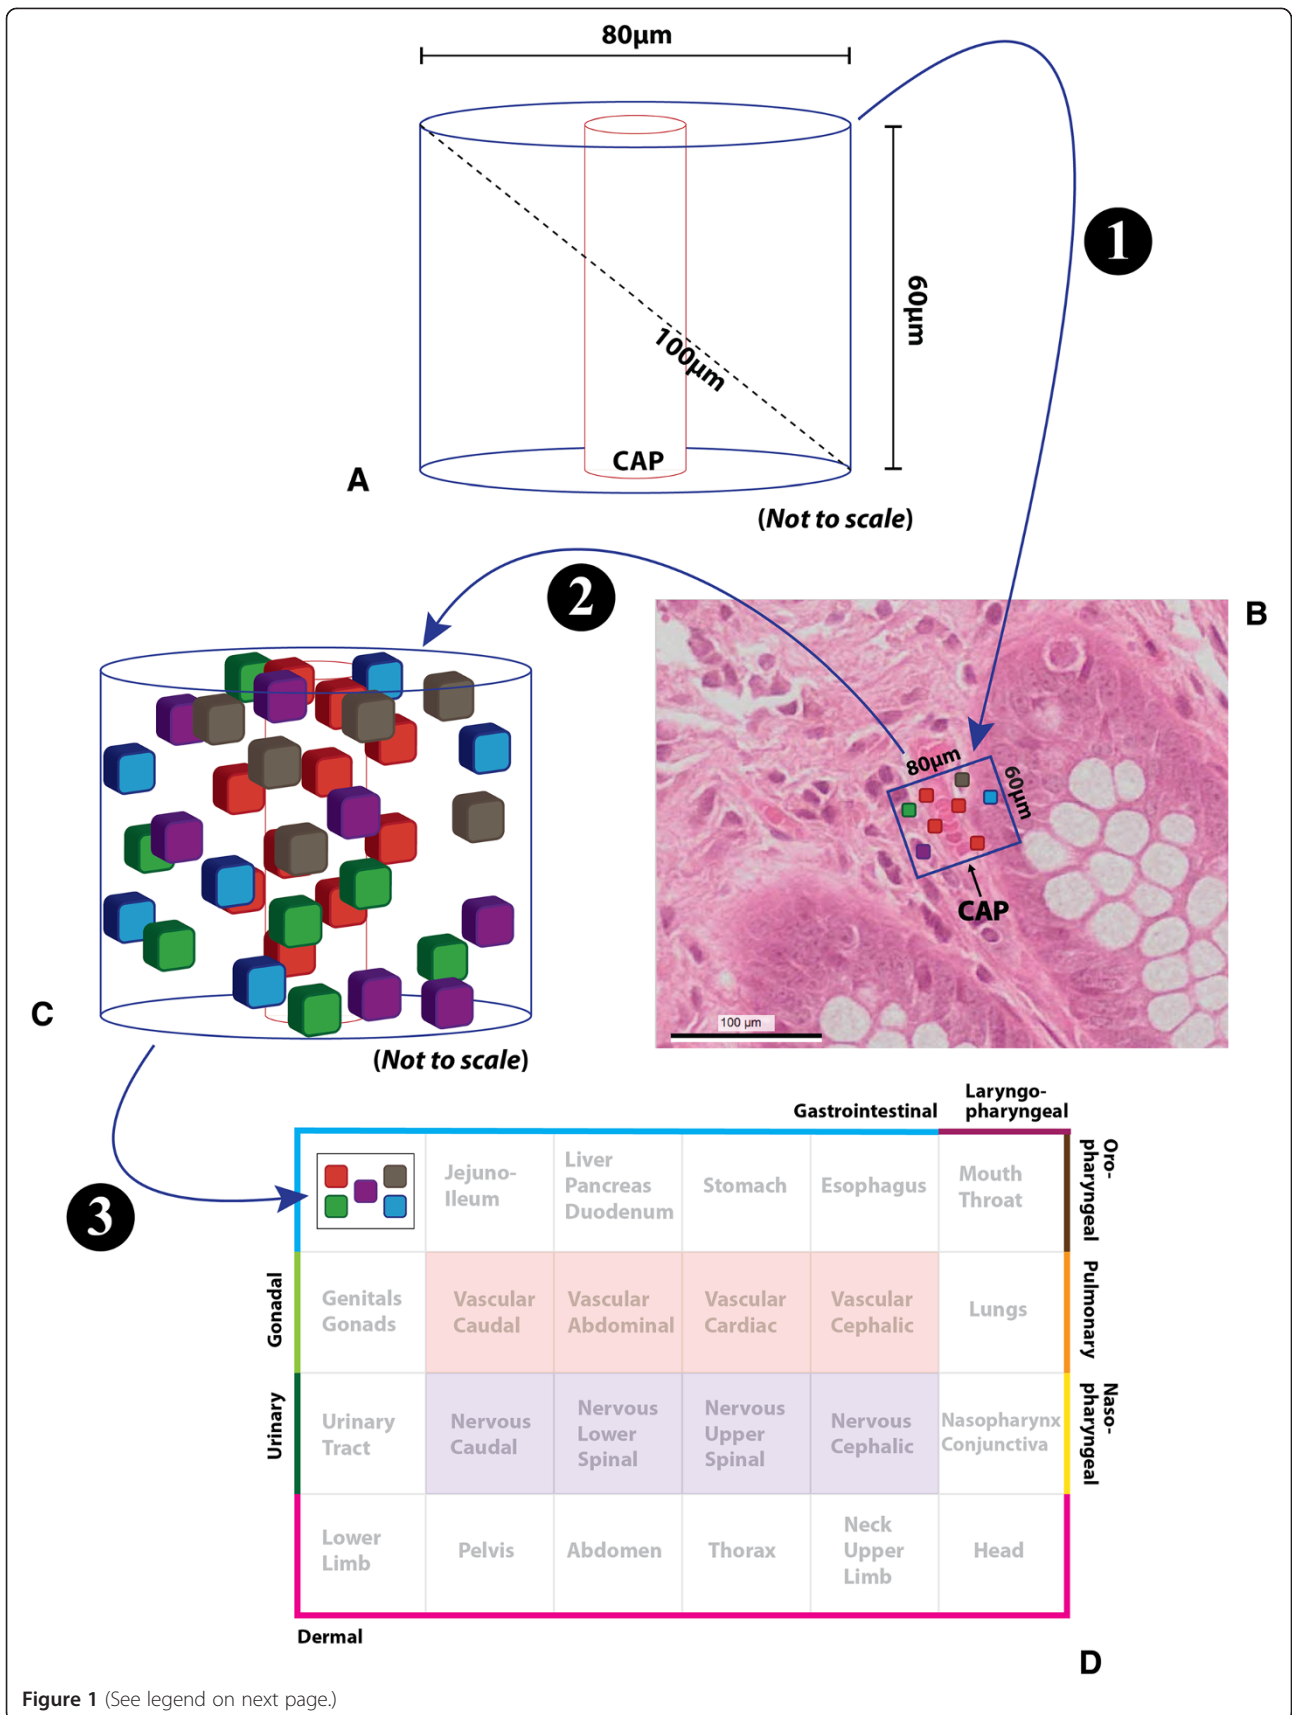 80µm
1
60µm
100µm
CAP
A
(Not to scale)
2
B
80µm
60µm
CAP
100 µm
C
(Not to scale)
Laryngo-
pharyngeal
Gastrointestinal
Oro-
pharyngeal
3
Jejuno-
Ileum
Liver
Pancreas
Duodenum
Stomach
Esophagus
Mouth
Throat
Gonadal
Genitals
Gonads
Vascular
Caudal
Vascular
Abdominal
Vascular
Cardiac
Vascular
Cephalic
Lungs
Pulmonary
Urinary
Urinary
Tract
Nervous
Caudal
Nervous
Lower
Spinal
Nervous
Upper
Spinal
Nervous
Cephalic
Nasopharynx
Conjunctiva
Naso-
pharyngeal
Lower
Limb
Pelvis
Abdomen
Thorax
Neck
Upper
Limb
Head
Dermal
D
Figure 1 (See legend on next page.)